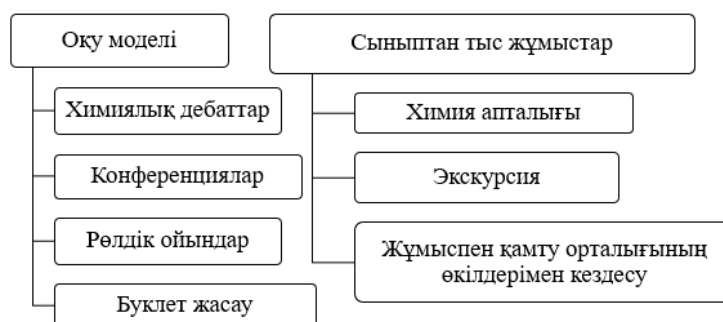 Оқу моделі
Химиялық дебаттар
Конференциялар
Рөлдік ойындар
Буклет жасау
Сыныптан тыс жұмыстар
Химия апталығы
Экскурсия
Жұмыспен қамту орталығының
өкілдерімен кездесу